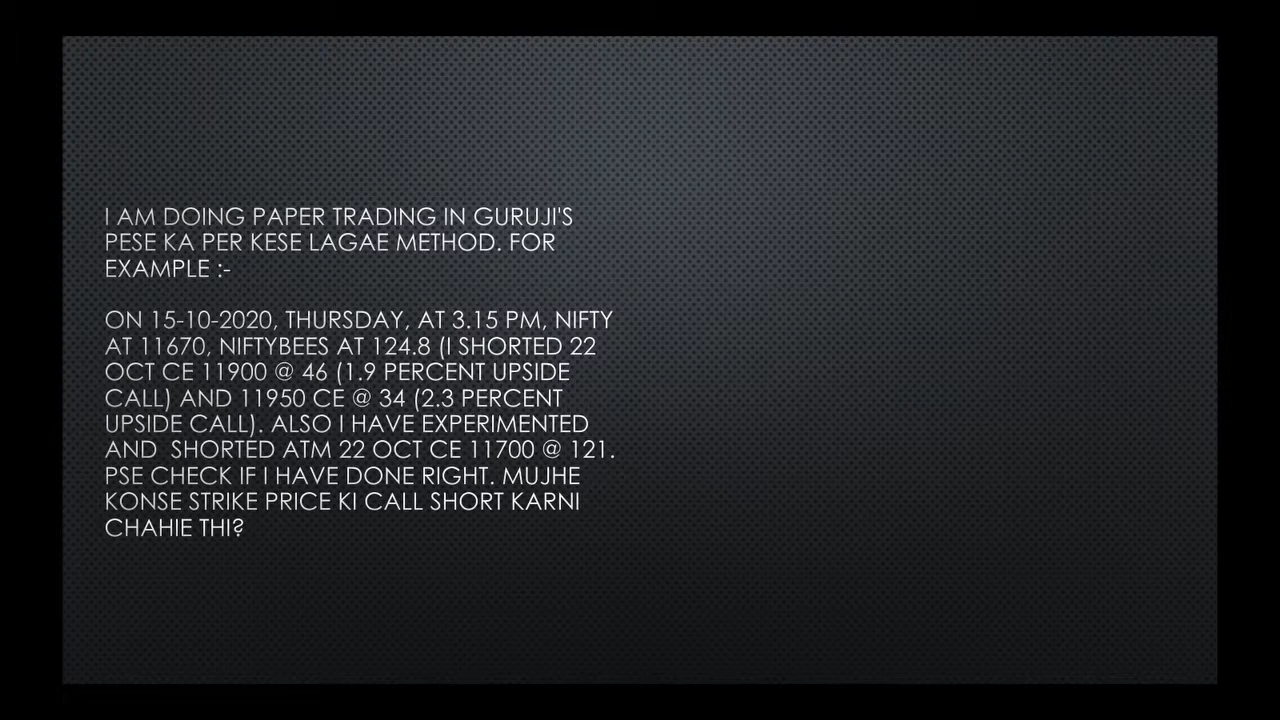 I AM DOING PAPER TRADING IN GURUJI'S
PESE KA PER KESE LAGAE METHOD. FOR
EXAMPLE :-
ON 15-10-2020, THURSDAY, AT 3.15 PM, NIFTY
AT 11670, NIFTYBEES AT 124.8 (I SHORTED 22
OCT CE 11900 @ 46 (1.9 PERCENT UPSIDE
CALL) AND 11950 CE @ 34 (2.3 PERCENT
UPSIDE CALL). ALSO I HAVE EXPERIMENTED
AND SHORTED ATM 22 OCT CE 11700 @ 121.
PSE CHECK IF I HAVE DONE RIGHT. MUJHE
KONSE STRIKE PRICE KI CALL SHORT KARNI
CHAHIE THI?